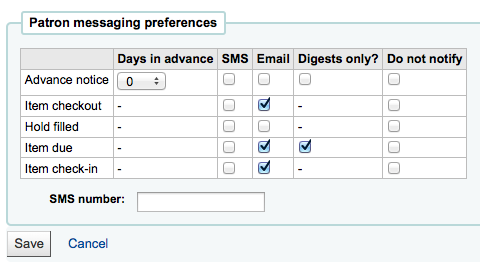 Patron messaging preferences
Days in advance SMS Email Digests only? Do not notify
Advance notice 0
Item checkout - -
Hold filled - -
Item due -
Item check-in - -
SMS number:
Save Cancel